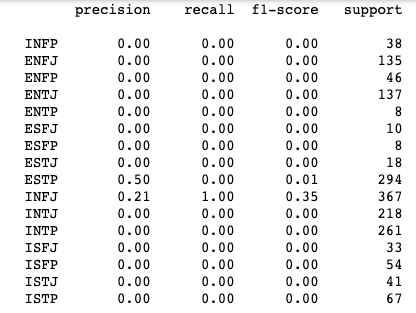 precision recall f1-score support
INFP 0.00 0.00 0.00 38
ENFJ 0.00 0.00 0.00 135
ENFP 0.00 0.00 0.00 46
ENTJ 0.00 0.00 0.00 137
ENTP 0.00 0.00 0.00 8
ESFJ 0.00 0.00 0.00 10
ESFP 0.00 0.00 0.00 8
ESTJ 0.00 0.00 0.00 18
ESTP 0.50 0.00 0.01 294
INFJ 0.21 1.00 0.35 367
INTJ 0.00 0.00 0.00 218
INTP 0.00 0.00 0.00 261
ISFJ 0.00 0.00 0.00 33
ISFP 0.00 0.00 0.00 54
ISTJ 0.00 0.00 0.00 41
ISTP 0.00 0.00 0.00 67